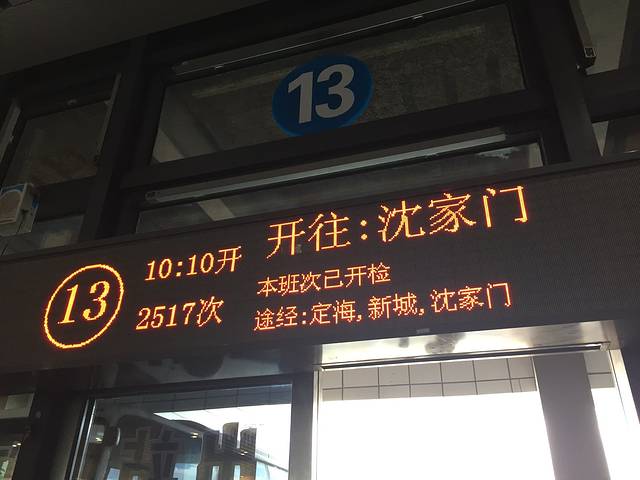 13
13
10:10开
2517次
开往:沈家门
本班次已开检
途经:定海,新城,沈家门